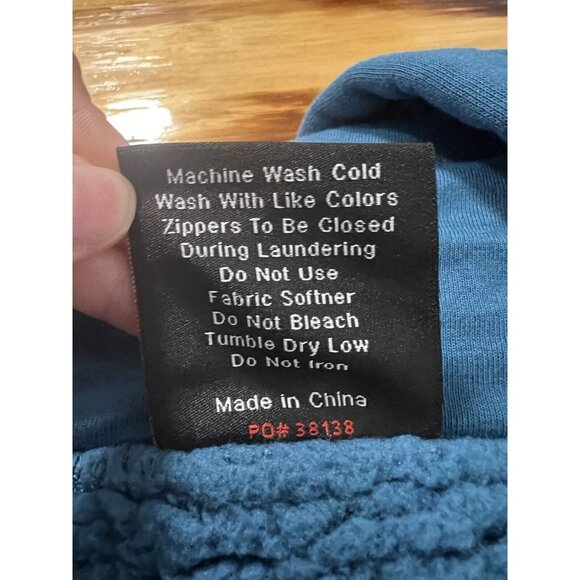 Machine Wash Cold
Wash With Like Colors
Zippers To Be Closed
During Laundering
Do Not Use
Fabric Softner
Do Not Bleach
Tumble Dry Low
Do Not Iron
Made in China
PO# 38138